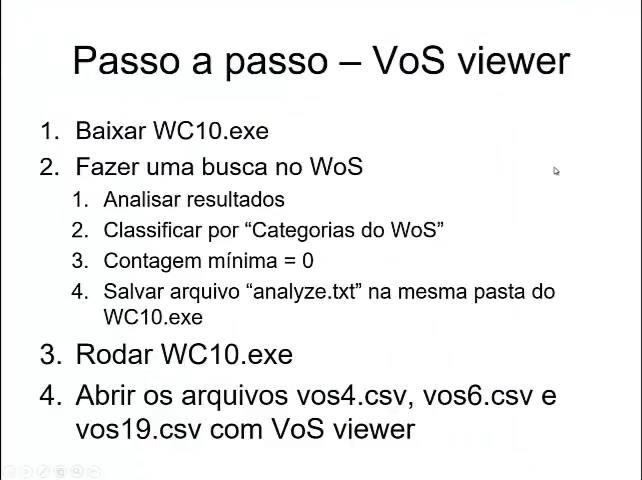 Passo a passo – VoS viewer
1. Baixar WC10.exe
2. Fazer uma busca no WoS
1. Analisar resultados
2. Classificar por “Categorias do WoS”
3. Contagem mínima = 0
4. Salvar arquivo “analyze.txt” na mesma pasta do
WC10.exe
3. Rodar WC10.exe
4. Abrir os arquivos vos4.csv, vos6.csv e
vos19.csv com VoS viewer